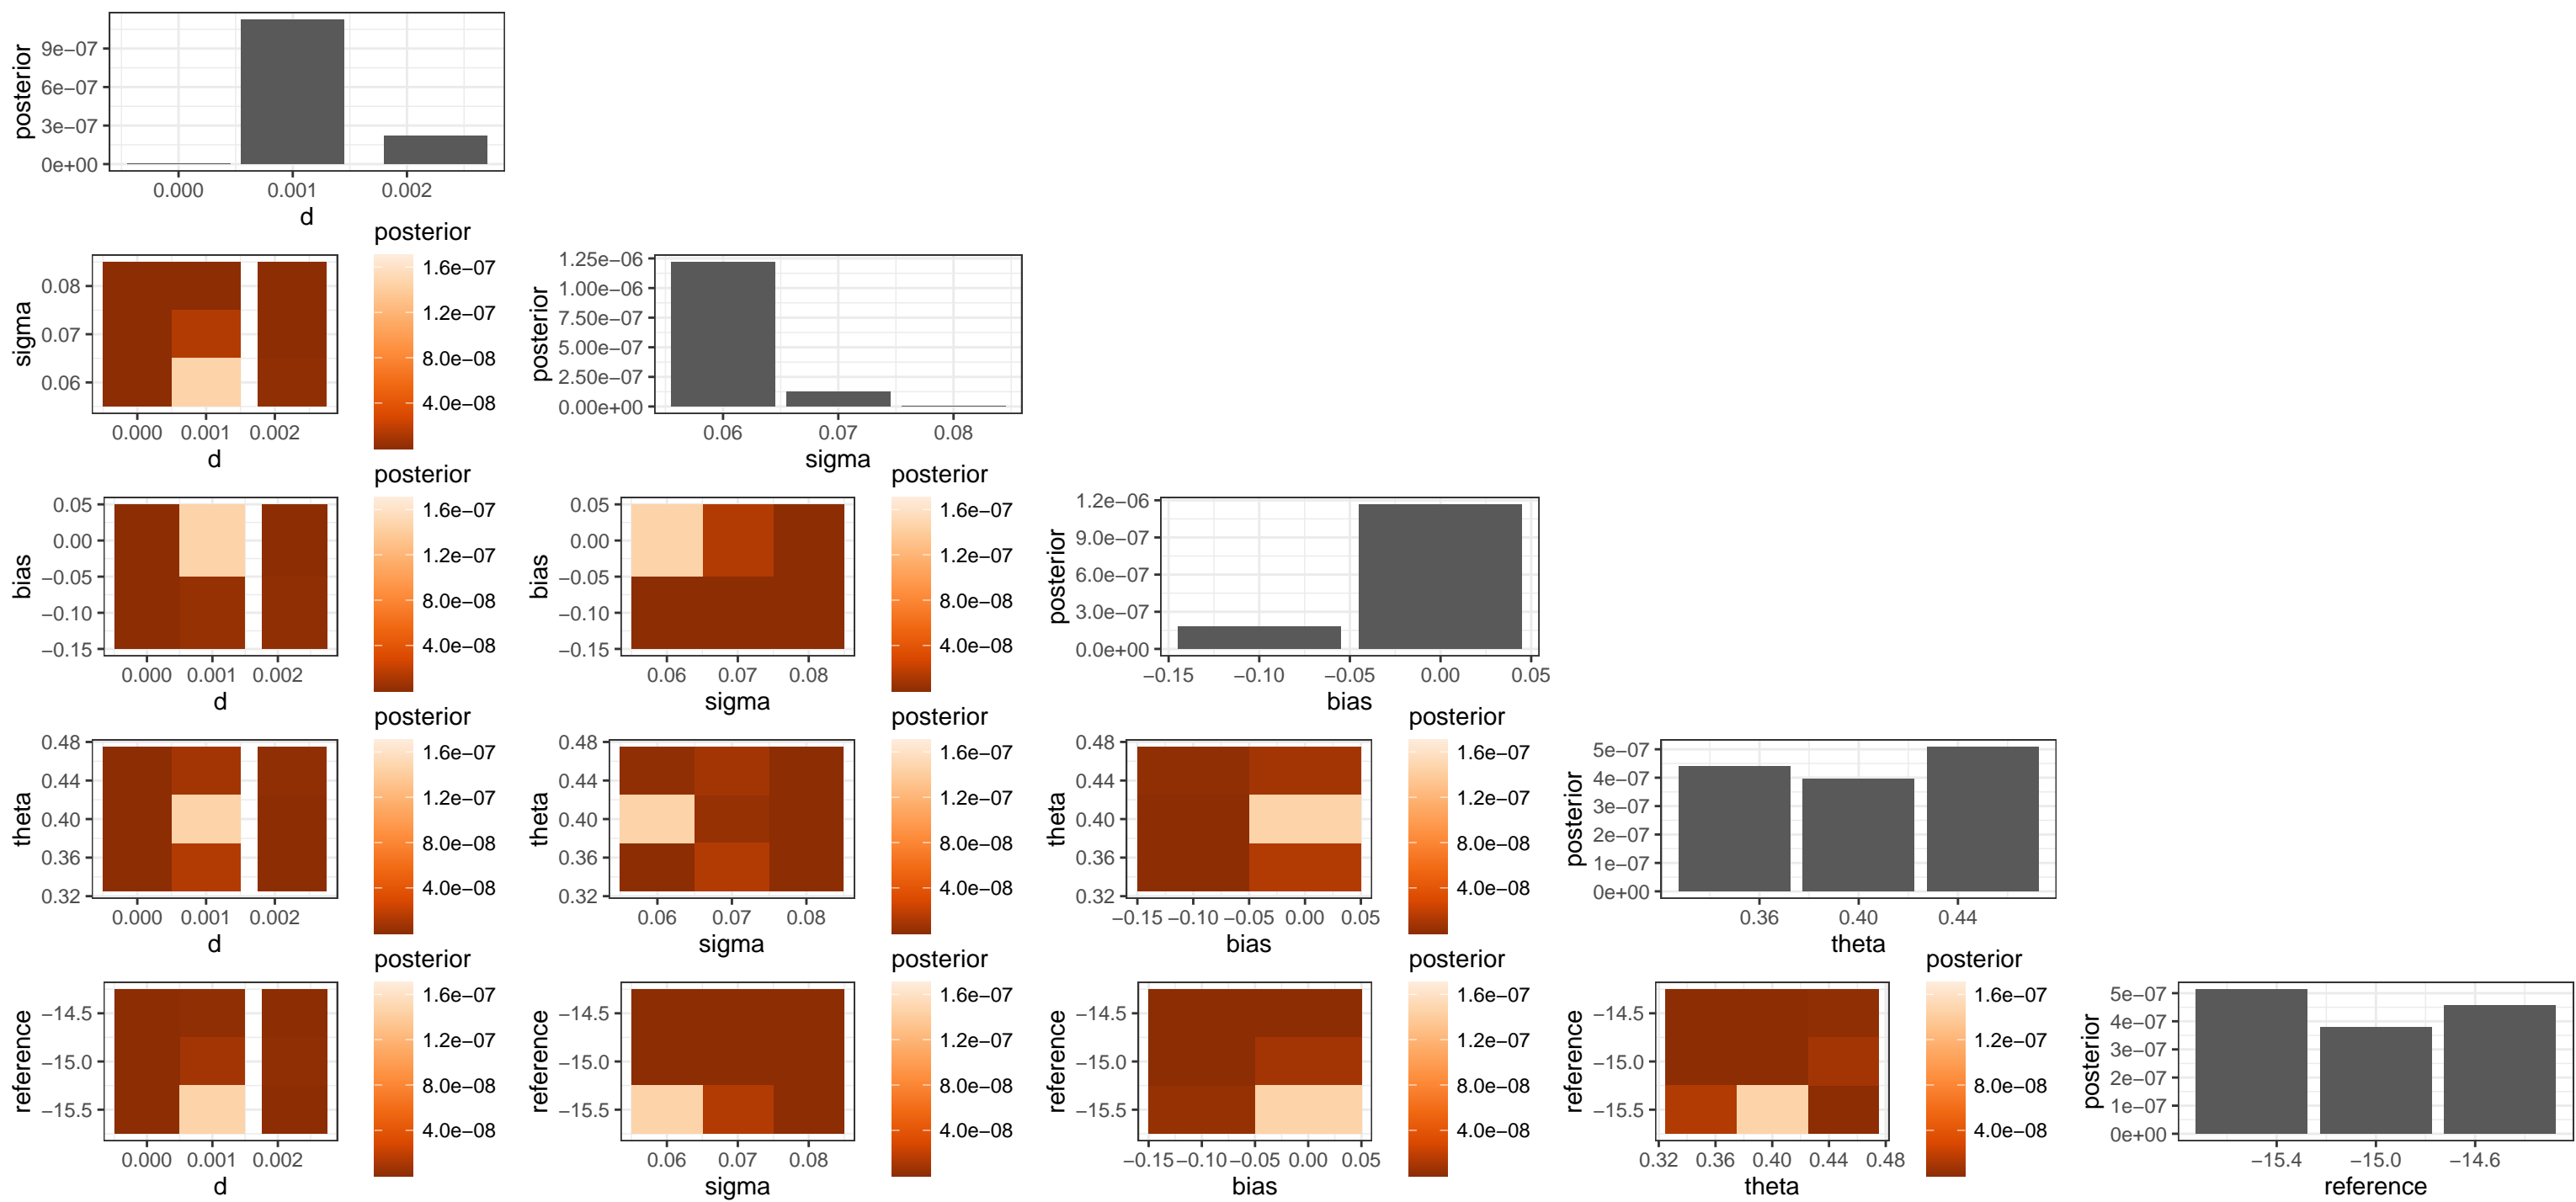 posterior
9e−07
6e−07
3e−07
0e+00
0.000 0.001 0.002
d
sigma
0.08
0.07
0.06
0.000 0.001 0.002
d
posterior
1.6e−07
1.2e−07
8.0e−08
4.0e−08
posterior
1.25e−06
1.00e−06
7.50e−07
5.00e−07
2.50e−07
0.00e+00
0.06 0.07 0.08
sigma
bias
0.05
0.00
−0.05
−0.10
−0.15
0.000 0.001 0.002
d
posterior
1.6e−07
1.2e−07
8.0e−08
4.0e−08
bias
0.05
0.00
−0.05
−0.10
−0.15
0.06 0.07 0.08
sigma
posterior
1.6e−07
1.2e−07
8.0e−08
4.0e−08
posterior
1.2e−06
9.0e−07
6.0e−07
3.0e−07
0.0e+00
−0.15 −0.10 −0.05 0.00 0.05
bias
theta
0.48
0.44
0.40
0.36
0.32
0.000 0.001 0.002
d
posterior
1.6e−07
1.2e−07
8.0e−08
4.0e−08
theta
0.48
0.44
0.40
0.36
0.32
0.06 0.07 0.08
sigma
posterior
1.6e−07
1.2e−07
8.0e−08
4.0e−08
theta
0.48
0.44
0.40
0.36
0.32
−0.15 −0.10 −0.05 0.00 0.05
bias
posterior
1.6e−07
1.2e−07
8.0e−08
4.0e−08
posterior
5e−07
4e−07
3e−07
2e−07
1e−07
0e+00
0.36 0.40 0.44
theta
reference
−14.5
−15.0
−15.5
0.000 0.001 0.002
d
posterior
1.6e−07
1.2e−07
8.0e−08
4.0e−08
reference
−14.5
−15.0
−15.5
0.06 0.07 0.08
sigma
posterior
1.6e−07
1.2e−07
8.0e−08
4.0e−08
reference
−14.5
−15.0
−15.5
−0.15 −0.10 −0.05 0.00 0.05
bias
posterior
1.6e−07
1.2e−07
8.0e−08
4.0e−08
reference
−14.5
−15.0
−15.5
0.32 0.36 0.40 0.44 0.48
theta
posterior
1.6e−07
1.2e−07
8.0e−08
4.0e−08
posterior
5e−07
4e−07
3e−07
2e−07
1e−07
0e+00
−15.4 −15.0 −14.6
reference